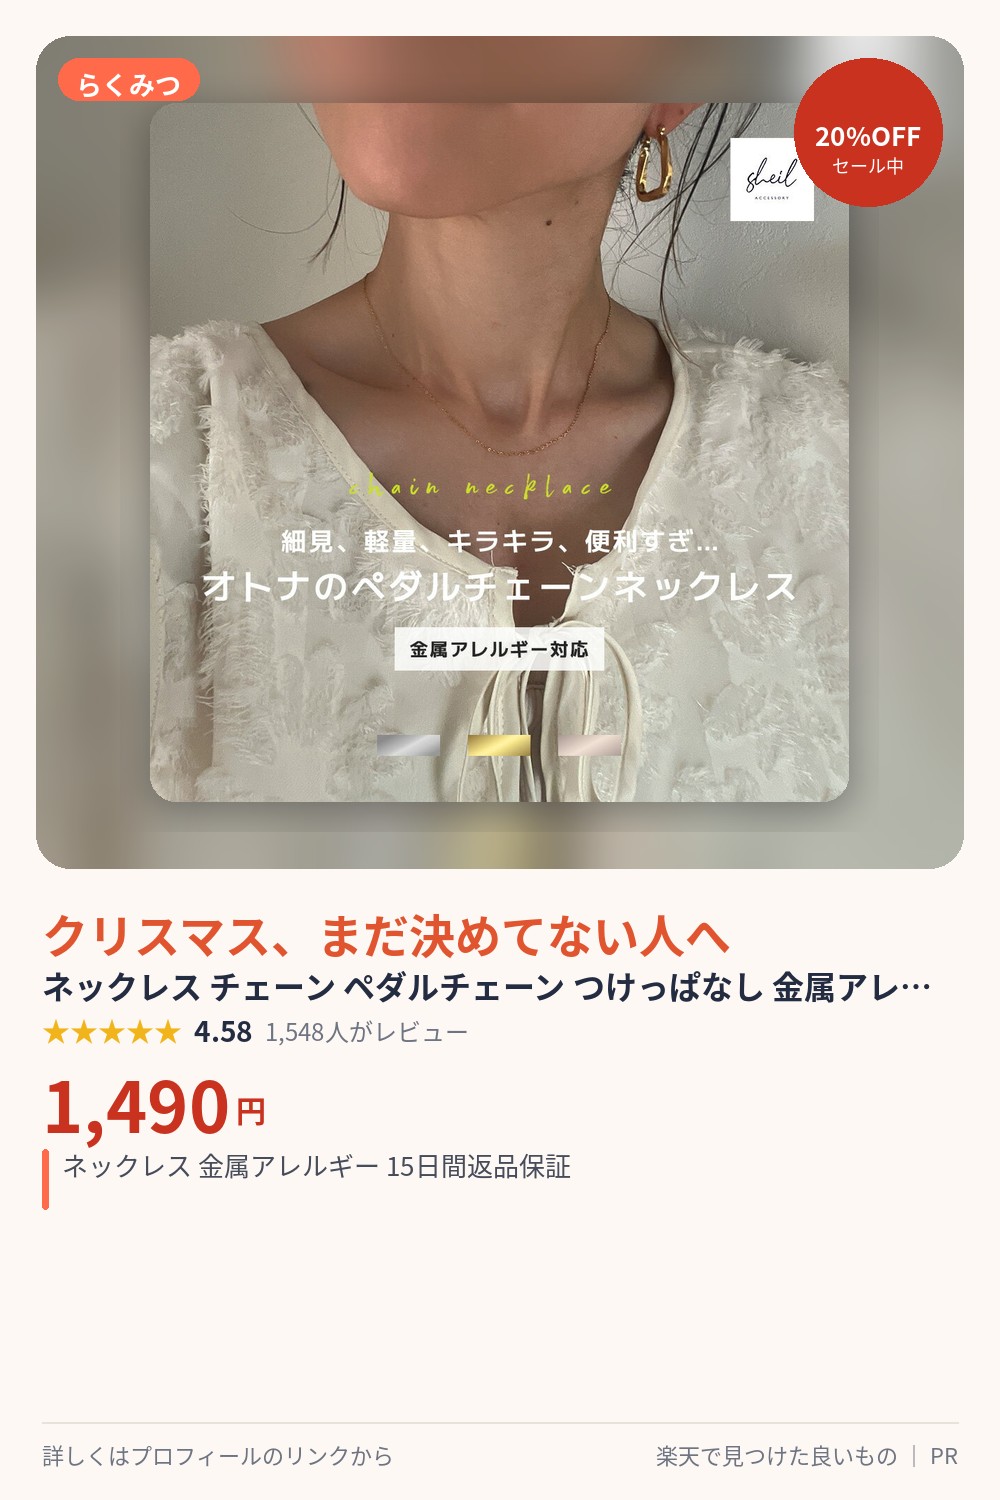 らくみつ
20%OFF
セール中
sheil
ACCESSORY
chain necklace
細見、軽量、キラキラ、便利すぎ...
オトナのペダルチェーンネックレス
金属アレルギー対応
クリスマス、まだ決めてない人へ
ネックレス チェーン ペダルチェーン つけっぱなし 金属アレ…
★★★★★ 4.58 1,548人がレビュー
1,490円
ネックレス 金属アレルギー 15日間返品保証
詳しくはプロフィールのリンクから
楽天で見つけた良いもの｜PR